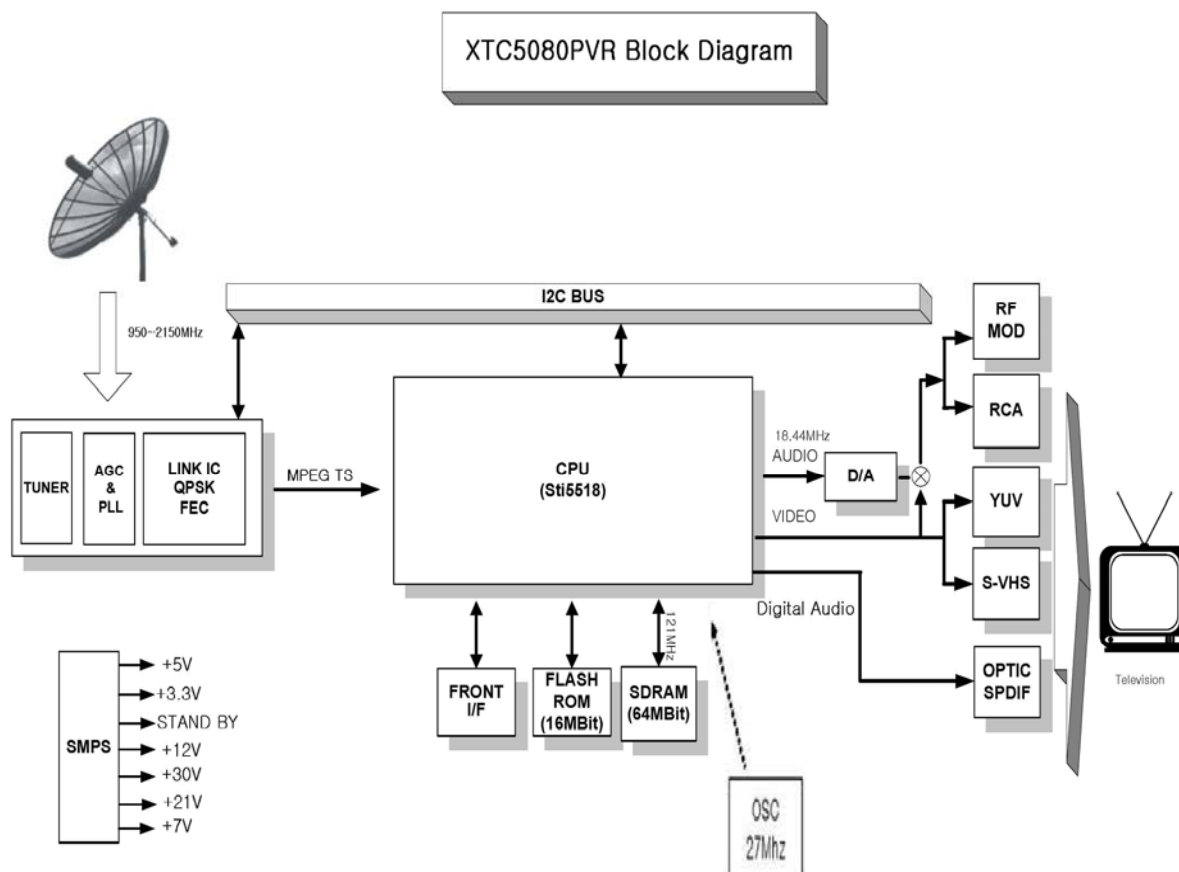 XTC5080PVR Block Diagram
950~2150MHz
I2C BUS
RF
MOD
RCA
TUNER
AGC
&
PLL
LINK IC
QPSK
FEC
MPEG TS
CPU
(Sti5518)
18.44MHz
AUDIO
D/A
VIDEO
YUV
S-VHS
Digital Audio
OPTIC
SPDIF
Television
121MHz
FRONT
I/F
FLASH
ROM
(16MBit)
SDRAM
(64MBit)
SMPS
+5V
+3.3V
STAND BY
+12V
+30V
+21V
+7V
OSC
27Mhz